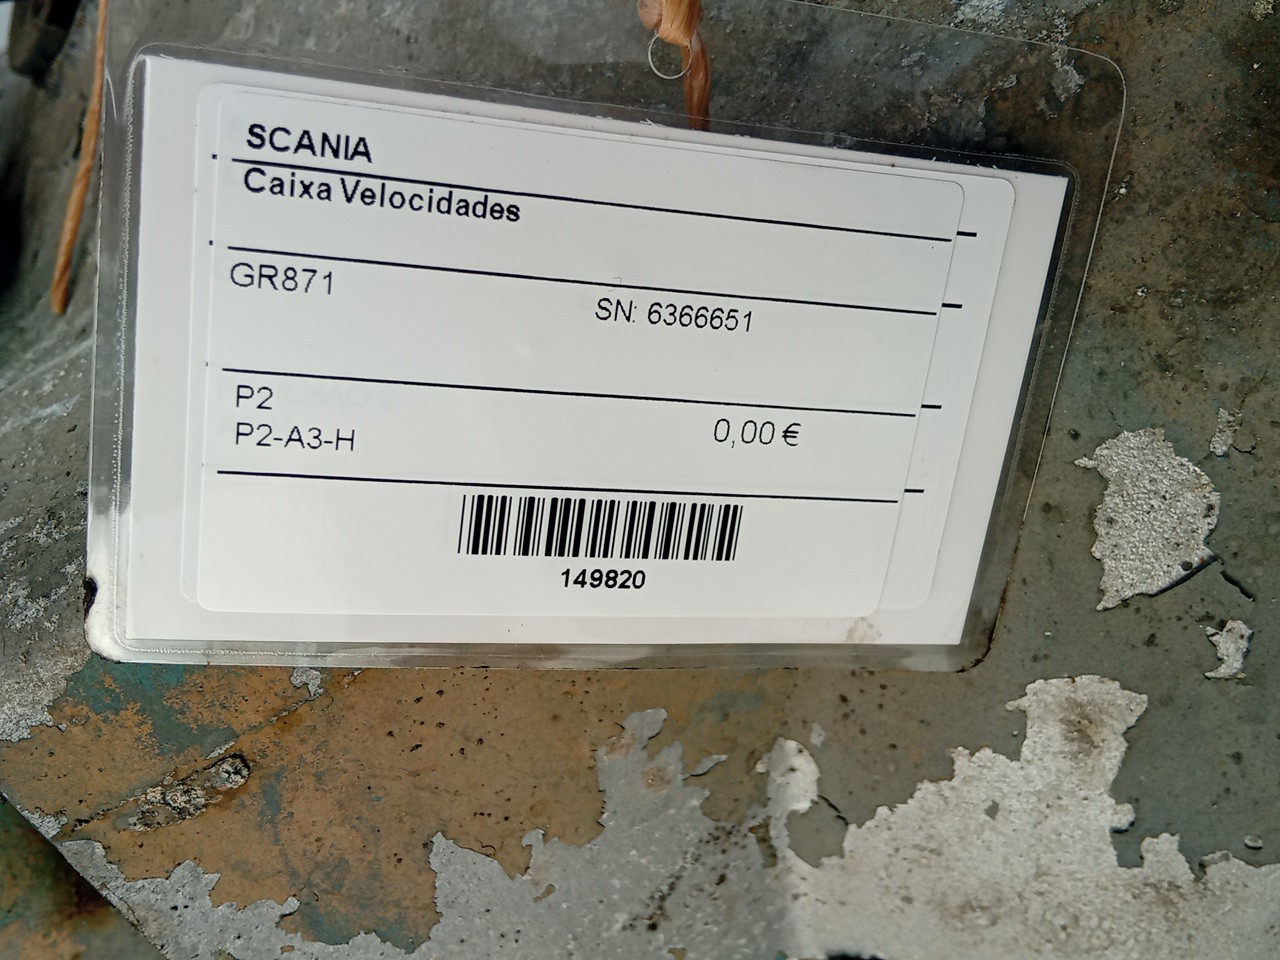 SCANIA
Caixa Velocidades
GR871
SN: 6366651
P2
P2-A3-H
0,00 €
149820